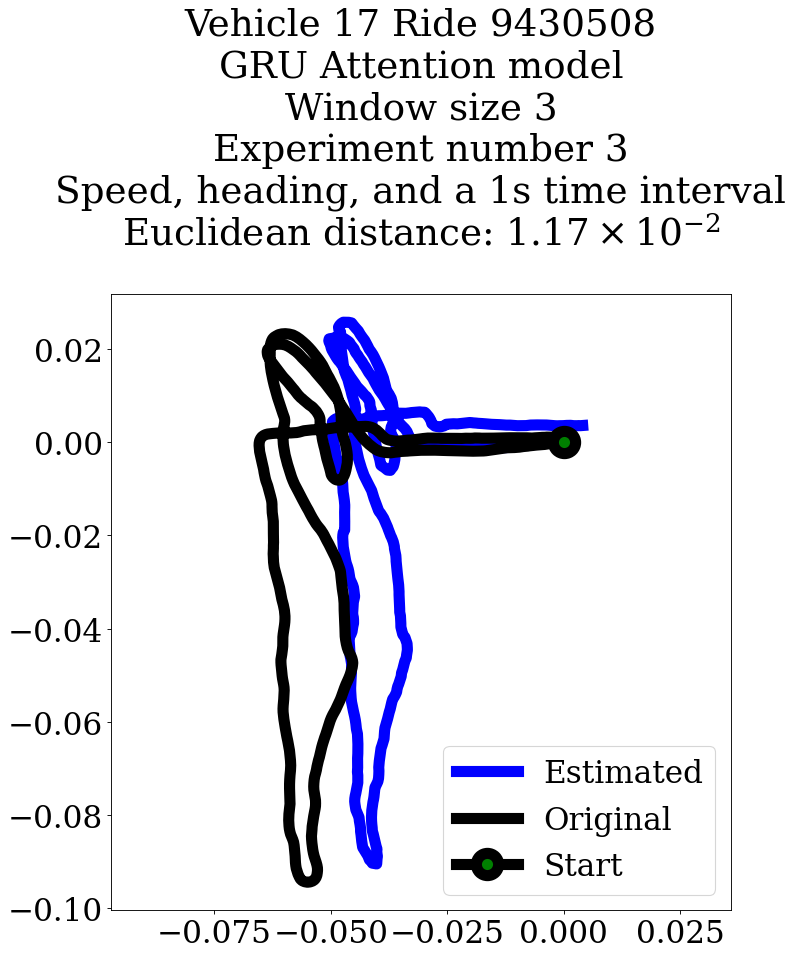 Vehicle 17 Ride 9430508
GRU Attention model
Window size 3
Experiment number 3
Speed, heading, and a 1s time interval
Euclidean distance: 1.17 × 10⁻²
0.02
0.00
−0.02
−0.04
−0.06
−0.08
−0.10
Estimated
Original
Start
−0.075 −0.050 −0.025 0.000 0.025